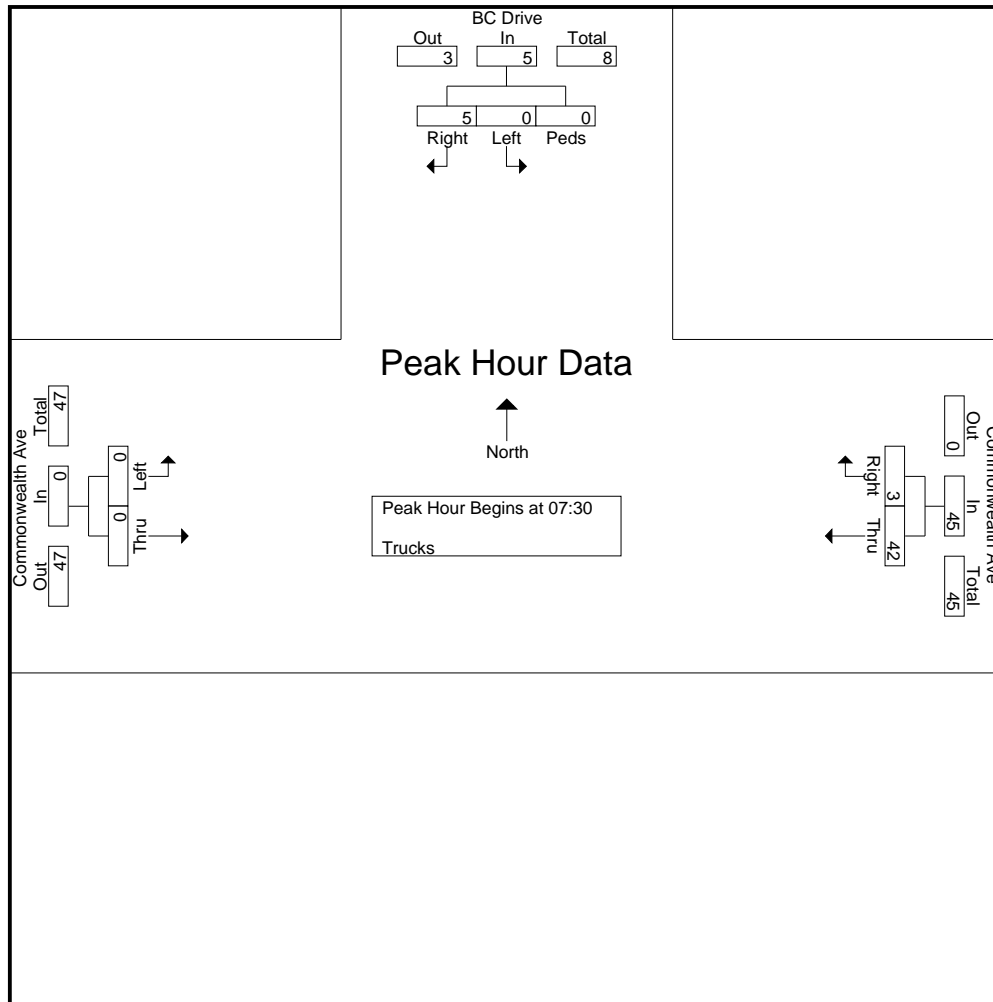 BC Drive
Out In Total
3 5 8
5 0 0
Right Left Peds
Peak Hour Data
North
Peak Hour Begins at 07:30
Trucks
Commonwealth Ave
Out In Total
47 0 47
Left
0
Thru
0
Commonwealth Ave
Out In Total
0 45 45
Right
3
Thru
42